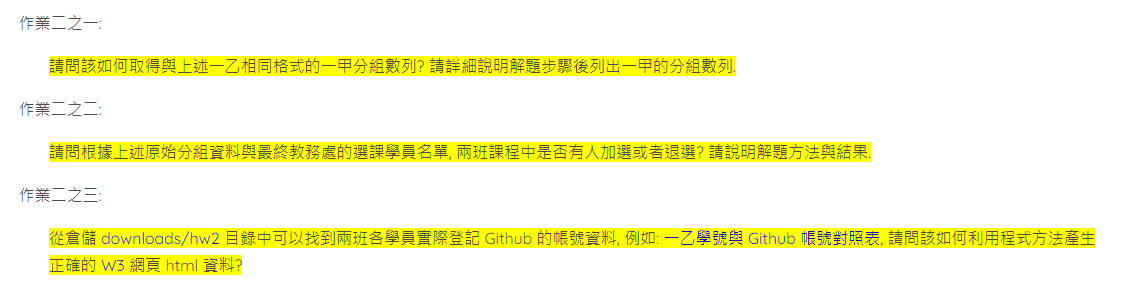 作業二之一:
請問該如何取得與上述一乙相同格式的一甲分組數列? 請詳細說明解題步驟後列出一甲的分組數列.
作業二之二:
請問根據上述原始分組資料與最終教務處的選課學員名單, 兩班課程中是否有人加選或者退選? 請說明解題方法與結果.
作業二之三:
從倉儲 downloads/hw2 目錄中可以找到兩班各學員實際登記 Github 的帳號資料, 例如: 一乙學號與 Github 帳號對照表, 請問該如何利用程式方法產生
正確的 W3 網頁 html 資料?